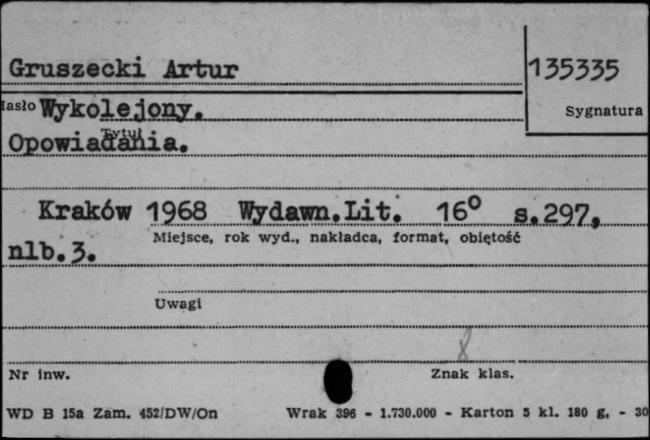 Gruszecki Artur 135335
Hasło Wykolejony. Sygnatura
Tytuł
Opowiadania.
Kraków 1968 Wydawn.Lit. 16° s.297,
Miejsce, rok wyd., nakładca, format, objętość
nlb.3.
Uwagi
8
Nr inw. Znak klas.
WD B 15a Zam. 452/DW/On Wrak 396 - 1.730.000 - Karton 5 kl. 180 g, - 30